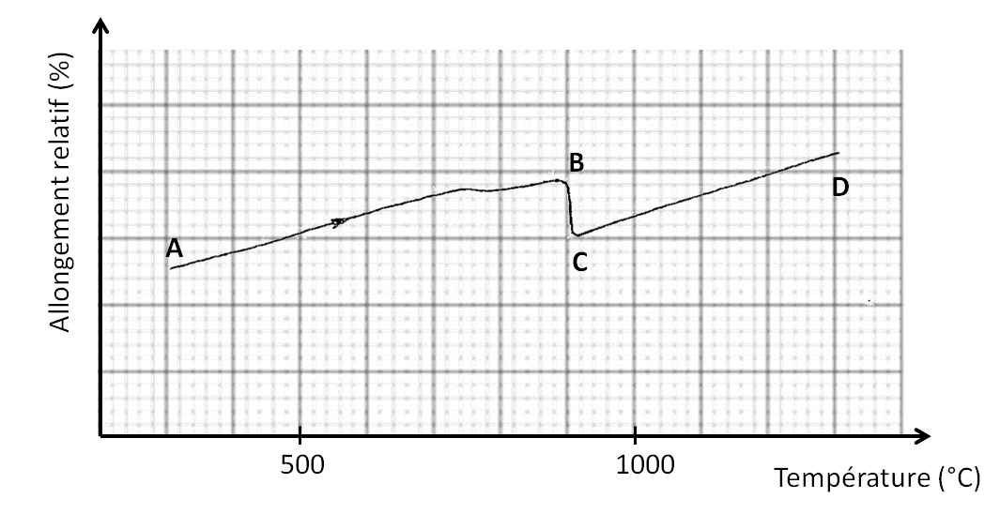 Allongement relatif (%)
A
B
C
D
500
1000
Température (°C)